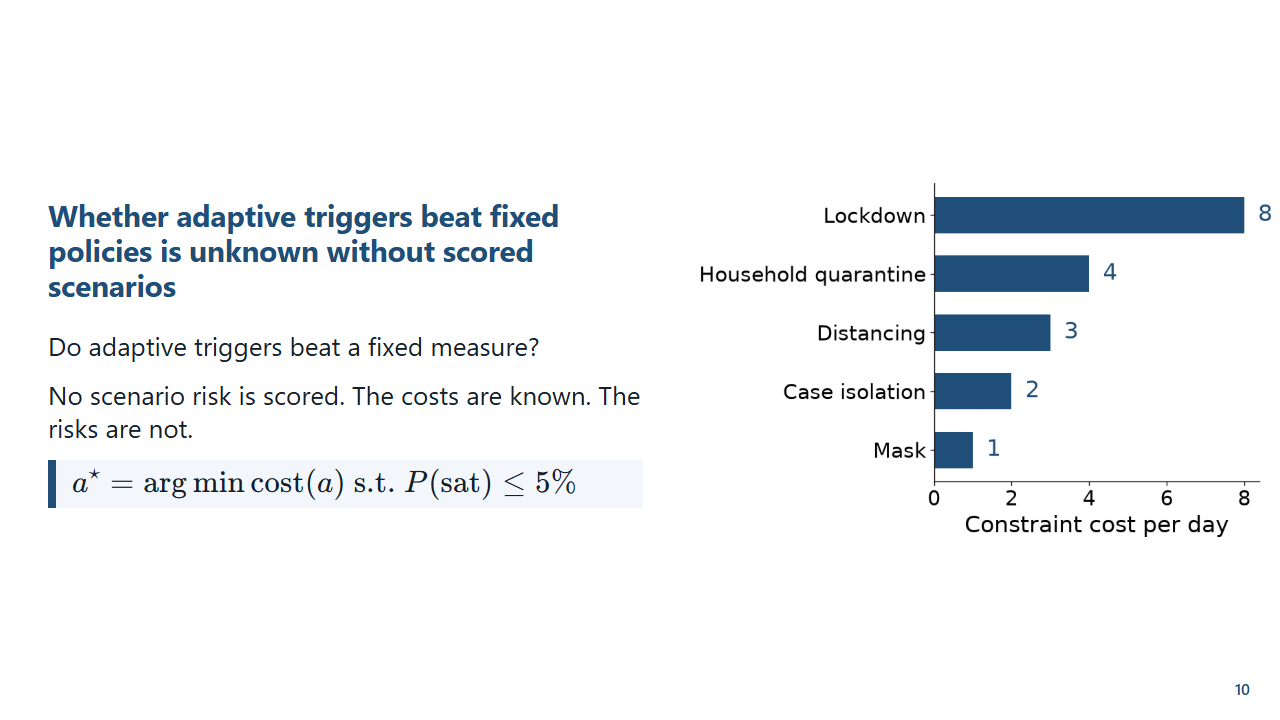 Whether adaptive triggers beat fixed
policies is unknown without scored
scenarios
Do adaptive triggers beat a fixed measure?
No scenario risk is scored. The costs are known. The
risks are not.
a⋆ = arg min cost(a) s.t. P(sat) ≤ 5%
Lockdown 8
Household quarantine 4
Distancing 3
Case isolation 2
Mask 1
0 2 4 6 8
Constraint cost per day
10